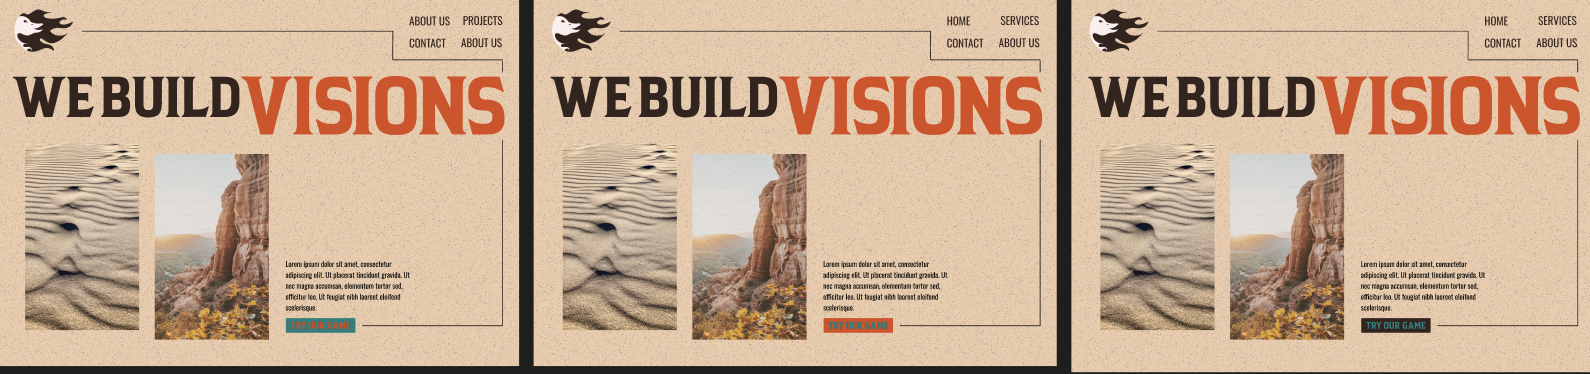 ABOUT US PROJECTS
CONTACT ABOUT US
WE BUILD VISIONS
Lorem ipsum dolor sit amet, consectetur
adipiscing elit. Ut placerat tincidunt gravida. Ut
nec magna accumsan, elementum tortor sed,
officitur leo. Ut feugiat nibh laoreet eleifend
scelerisque.
TRY OUR GAME
HOME SERVICES
CONTACT ABOUT US
WE BUILD VISIONS
Lorem ipsum dolor sit amet, consectetur
adipiscing elit. Ut placerat tincidunt gravida. Ut
nec magna accumsan, elementum tortor sed,
officitur leo. Ut feugiat nibh laoreet eleifend
scelerisque.
TRY OUR GAME
HOME SERVICES
CONTACT ABOUT US
WE BUILD VISIONS
Lorem ipsum dolor sit amet, consectetur
adipiscing elit. Ut placerat tincidunt gravida. Ut
nec magna accumsan, elementum tortor sed,
officitur leo. Ut feugiat nibh laoreet eleifend
scelerisque.
TRY OUR GAME